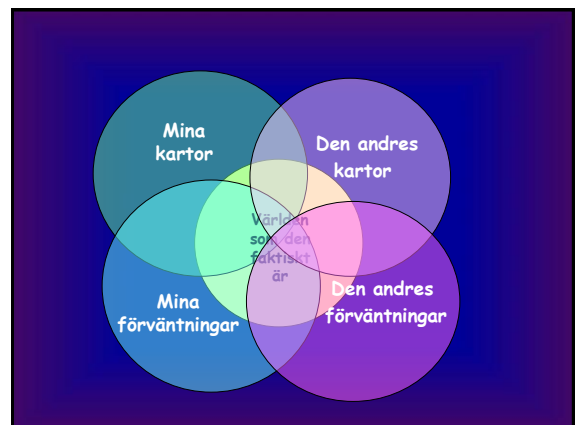 Mina
kartor
Den andres
kartor
Världen
som den
faktiskt
är
Mina
förväntningar
Den andres
förväntningar